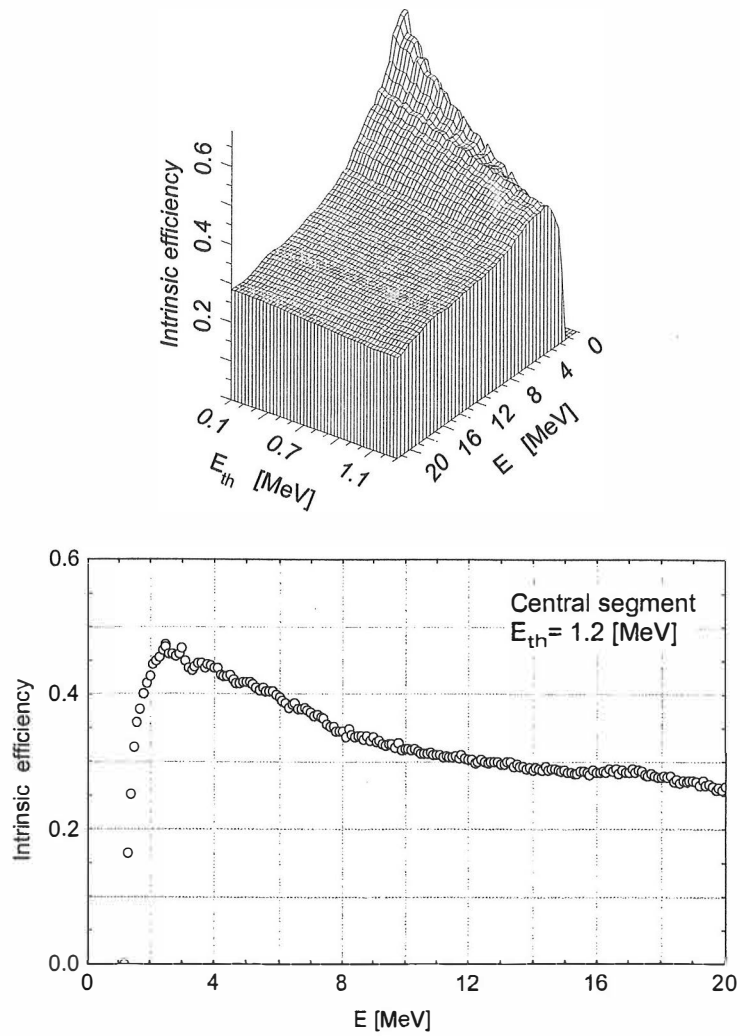 Intrinsic efficiency
0.6
0.4
0.2
0.1
0.7
1.1
E_th [MeV]
20 16 12 8 4 0
E [MeV]
0.6
0.4
0.2
0.0
Intrinsic efficiency
Central segment
E_th = 1.2 [MeV]
0 4 8 12 16 20
E [MeV]